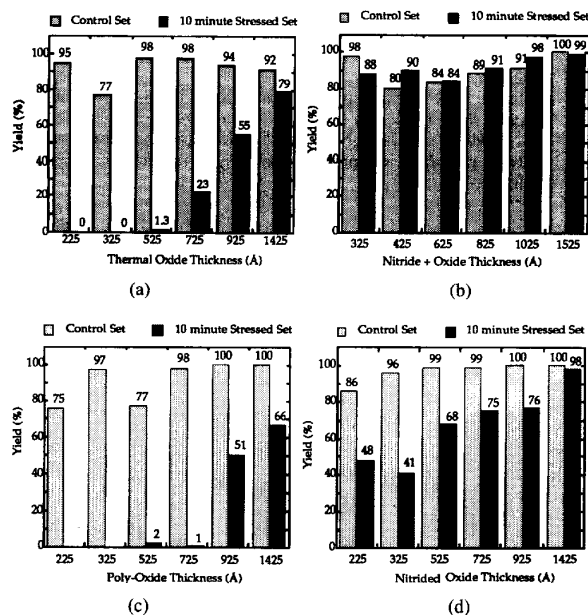 Control Set 10 minute Stressed Set
100
80
60
40
20
0
Yield (%)
95 77 98 98 94 92
0 0 1.3 23 55 79
225 325 525 725 925 1425
Thermal Oxide Thickness (Å)
(a)
Control Set 10 minute Stressed Set
100
80
60
40
20
0
Yield (%)
98 88 80 90 84 84 89 91 91 98 100 99
325 425 625 825 1025 1525
Nitride + Oxide Thickness (Å)
(b)
Control Set 10 minute Stressed Set
100
80
60
40
20
0
Yield (%)
75 97 77 98 100 100
2 1 51 66
225 325 525 725 925 1425
Poly-Oxide Thickness (Å)
(c)
Control Set 10 minute Stressed Set
100
80
60
40
20
0
Yield (%)
86 48 96 41 99 68 99 75 100 76 100 98
225 325 525 725 925 1425
Nitrided Oxide Thickness (Å)
(d)